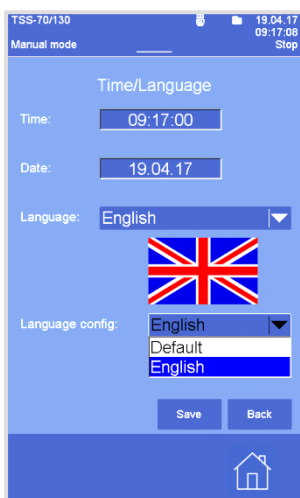 TSS-70/130
19.04.17
09:17:08
Manual mode
Stop
Time/Language
Time: 09:17:00
Date: 19.04.17
Language: English
Language config: English
Default
English
Save Back